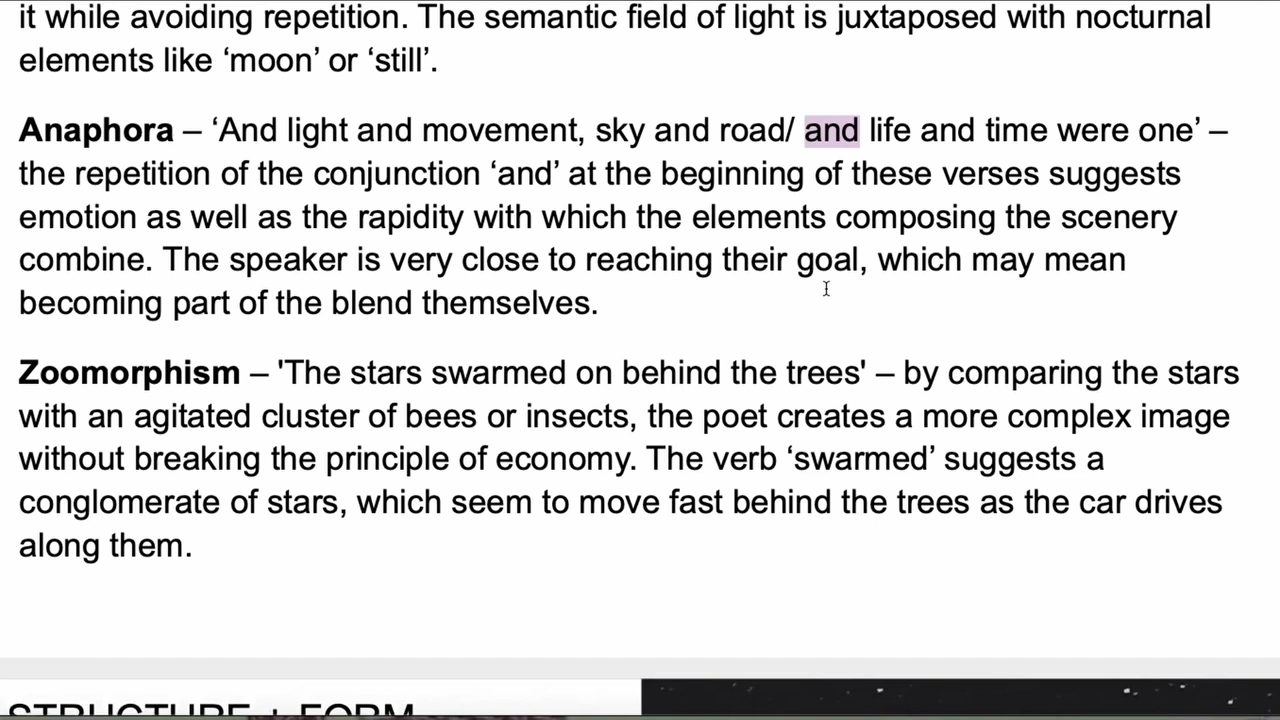 it while avoiding repetition. The semantic field of light is juxtaposed with nocturnal
elements like ‘moon’ or ‘still’.
Anaphora – ‘And light and movement, sky and road/ and life and time were one’ –
the repetition of the conjunction ‘and’ at the beginning of these verses suggests
emotion as well as the rapidity with which the elements composing the scenery
combine. The speaker is very close to reaching their goal, which may mean
becoming part of the blend themselves.
Zoomorphism – 'The stars swarmed on behind the trees' – by comparing the stars
with an agitated cluster of bees or insects, the poet creates a more complex image
without breaking the principle of economy. The verb ‘swarmed’ suggests a
conglomerate of stars, which seem to move fast behind the trees as the car drives
along them.
STRUCTURE + FORM